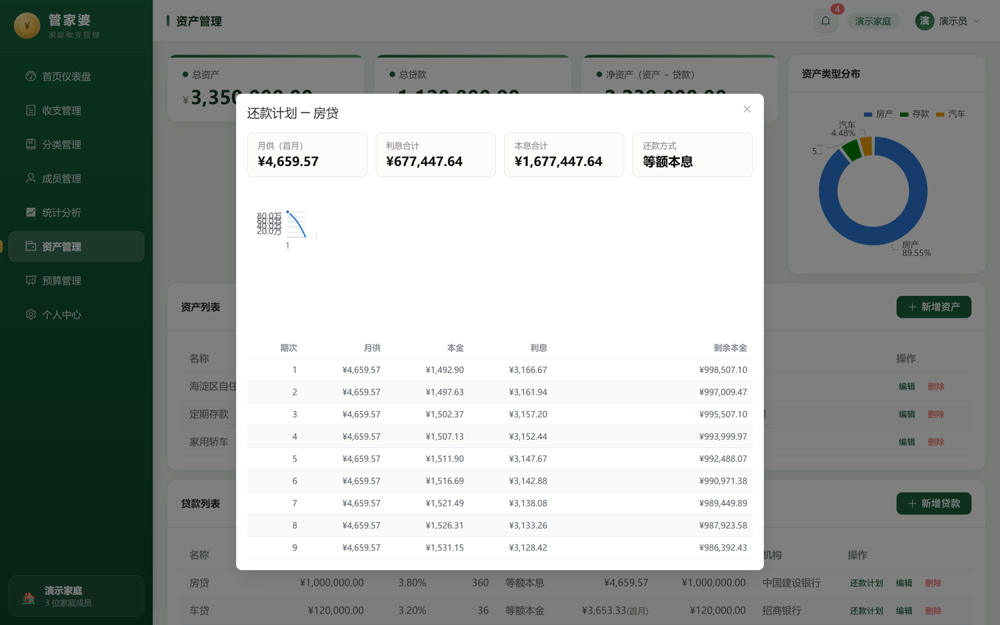 管家婆
家庭收支管理
首页仪表盘
收支管理
分类管理
成员管理
统计分析
资产管理
预算管理
个人中心
演示家庭
3 位家庭成员
资产管理
4
演示家庭
演 演示员
总资产
总贷款
净资产（资产 − 贷款）
资产类型分布
房产 存款 汽车
汽车
4.48%
...
5...
房产
89.55%
还款计划 — 房贷
月供（首月）
¥4,659.57
利息合计
¥677,447.64
本息合计
¥1,677,447.64
还款方式
等额本息
80.0万
60.0万
40.0万
20.0万
1
期次 月供 本金 利息 剩余本金
1 ¥4,659.57 ¥1,492.90 ¥3,166.67 ¥998,507.10
2 ¥4,659.57 ¥1,497.63 ¥3,161.94 ¥997,009.47
3 ¥4,659.57 ¥1,502.37 ¥3,157.20 ¥995,507.10
4 ¥4,659.57 ¥1,507.13 ¥3,152.44 ¥993,999.97
5 ¥4,659.57 ¥1,511.90 ¥3,147.67 ¥992,488.07
6 ¥4,659.57 ¥1,516.69 ¥3,142.88 ¥990,971.38
7 ¥4,659.57 ¥1,521.49 ¥3,138.08 ¥989,449.89
8 ¥4,659.57 ¥1,526.31 ¥3,133.26 ¥987,923.58
9 ¥4,659.57 ¥1,531.15 ¥3,128.42 ¥986,392.43
资产列表
新增资产
名称 操作
海淀区自住 编辑 删除
定期存款 编辑 删除
家用轿车 编辑 删除
贷款列表
新增贷款
名称 机构 操作
房贷 ¥1,000,000.00 3.80% 360 等额本息 ¥4,659.57 ¥1,000,000.00 中国建设银行 还款计划 编辑 删除
车贷 ¥120,000.00 3.20% 36 等额本金 ¥3,653.33(首月) ¥120,000.00 招商银行 还款计划 编辑 删除